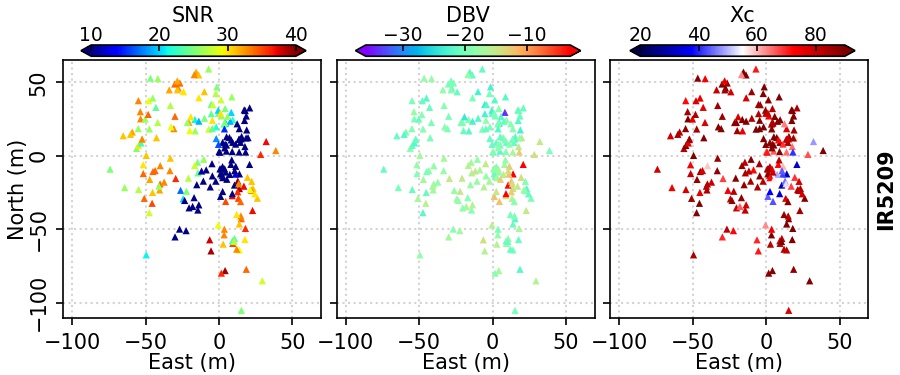 SNR DBV Xc
10 20 30 40 −30 −20 −10 20 40 60 80
50
0
−50
−100
North (m)
IR5209
−100 −50 0 50 −100 −50 0 50 −100 −50 0 50
East (m) East (m) East (m)